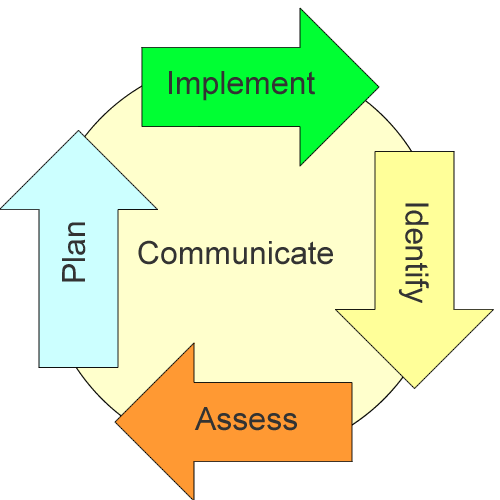 Implement
Identify
Communicate
Plan
Assess